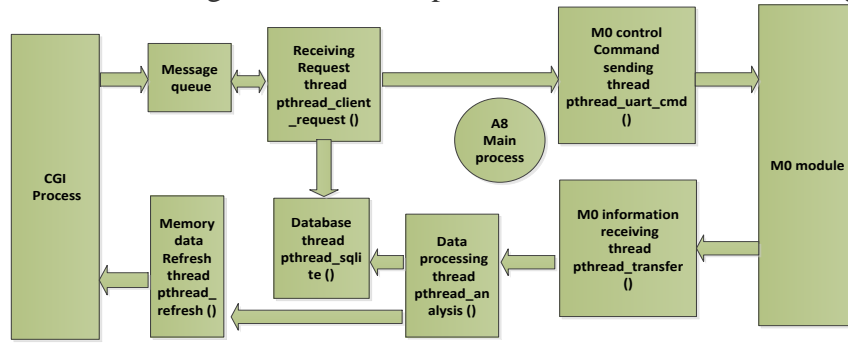 CGI
Process
Message
queue
Receiving
Request
thread
pthread_client
_request ()
M0 control
Command
sending
thread
pthread_uart_cmd
()
A8
Main
process
M0 module
Memory
data
Refresh
thread
pthread_
refresh ()
Database
thread
pthread_sqli
te ()
Data
processing
thread
pthread_an
alysis ()
M0 information
receiving
thread
pthread_transfer
()